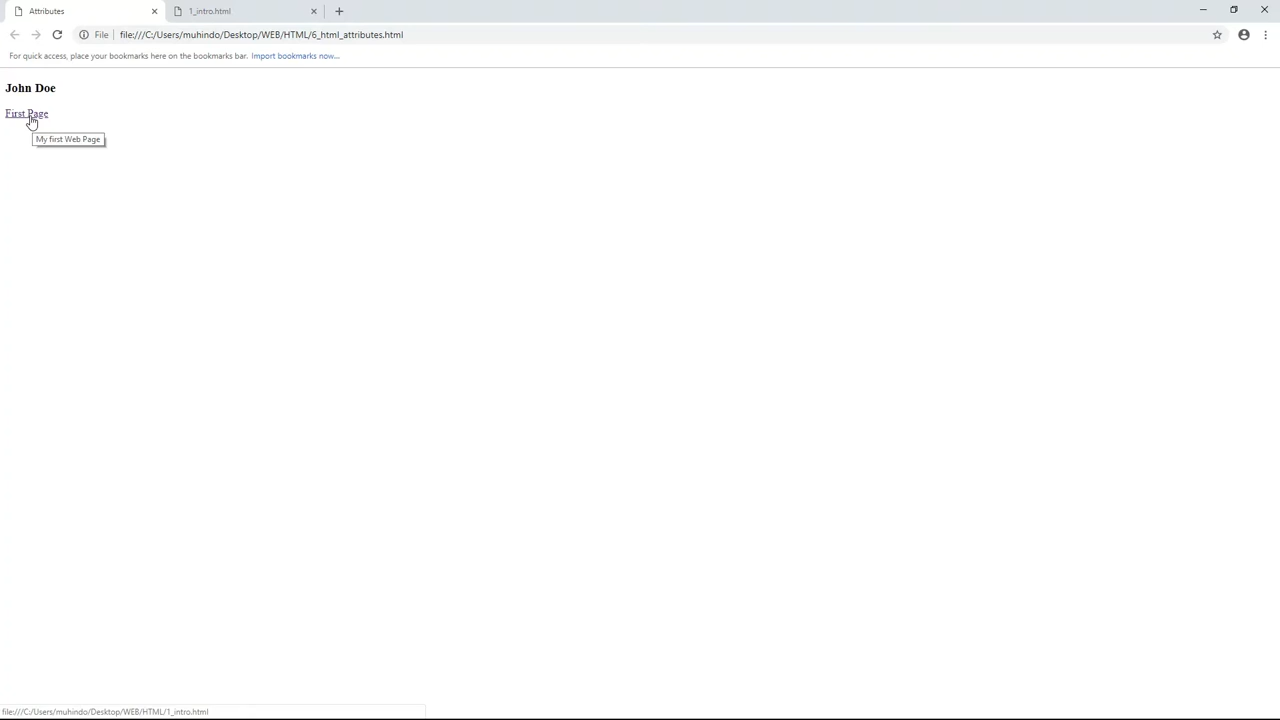 Attributes
1_intro.html
File
file:///C:/Users/muhindo/Desktop/WEB/HTML/6_html_attributes.html
For quick access, place your bookmarks here on the bookmarks bar. Import bookmarks now...
John Doe
First Page
My first Web Page
file:///C:/Users/muhindo/Desktop/WEB/HTML/1_intro.html